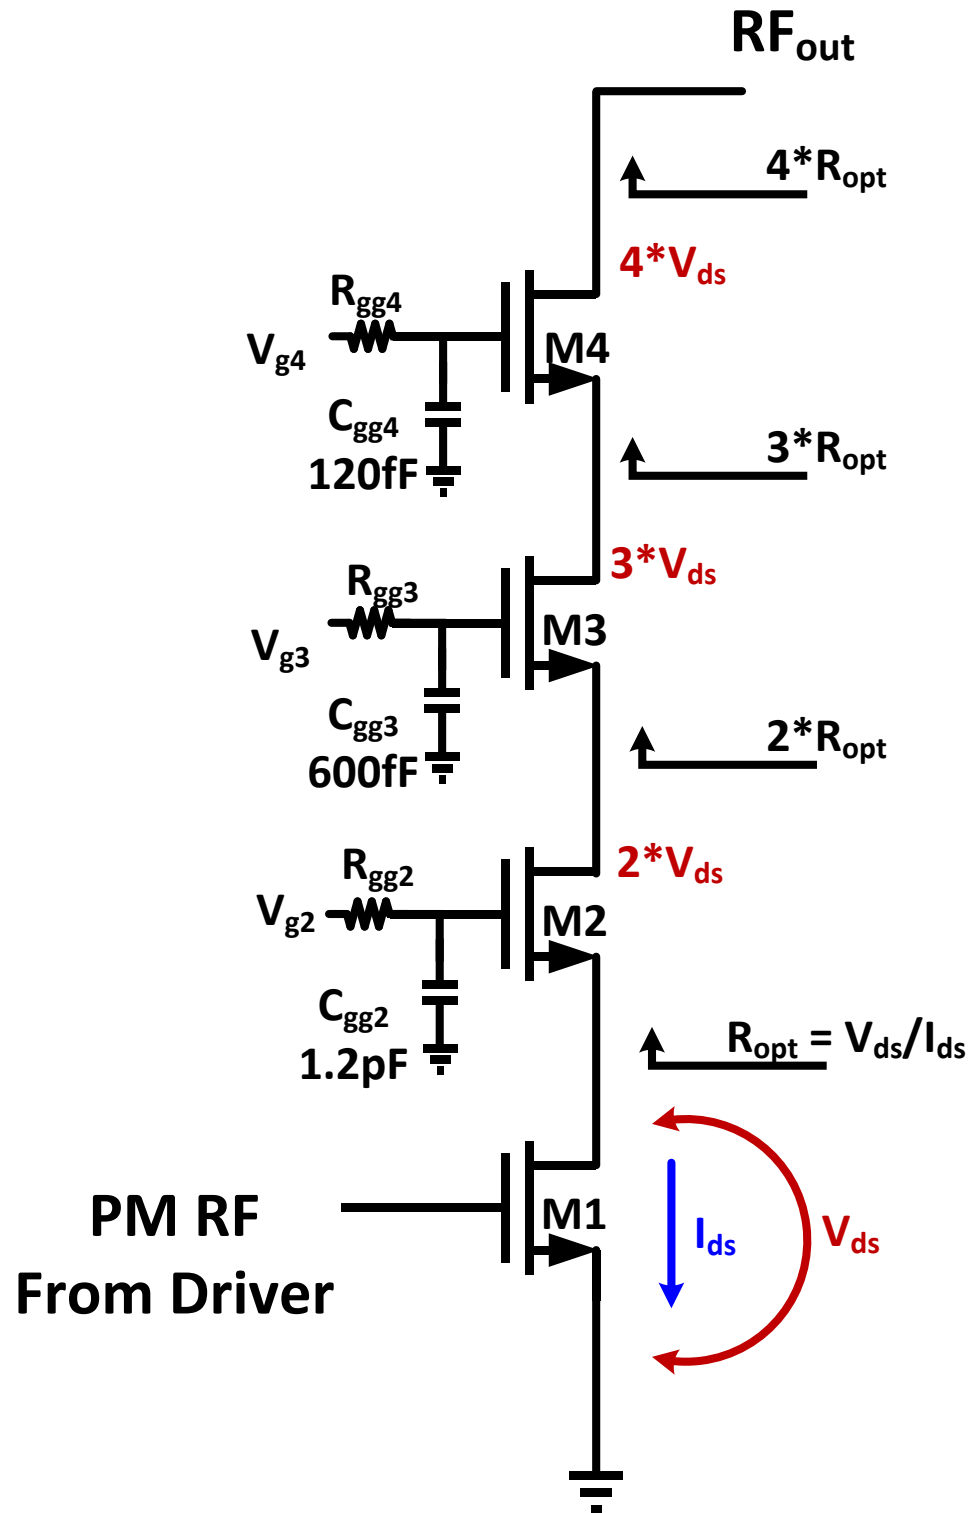 RFout
4*Ropt
4*Vds
Rgg4
Vg4
M4
Cgg4
120fF
3*Ropt
3*Vds
Rgg3
Vg3
M3
Cgg3
600fF
2*Ropt
2*Vds
Rgg2
Vg2
M2
Cgg2
1.2pF
Ropt = Vds/Ids
PM RF
From Driver
M1
Ids
Vds